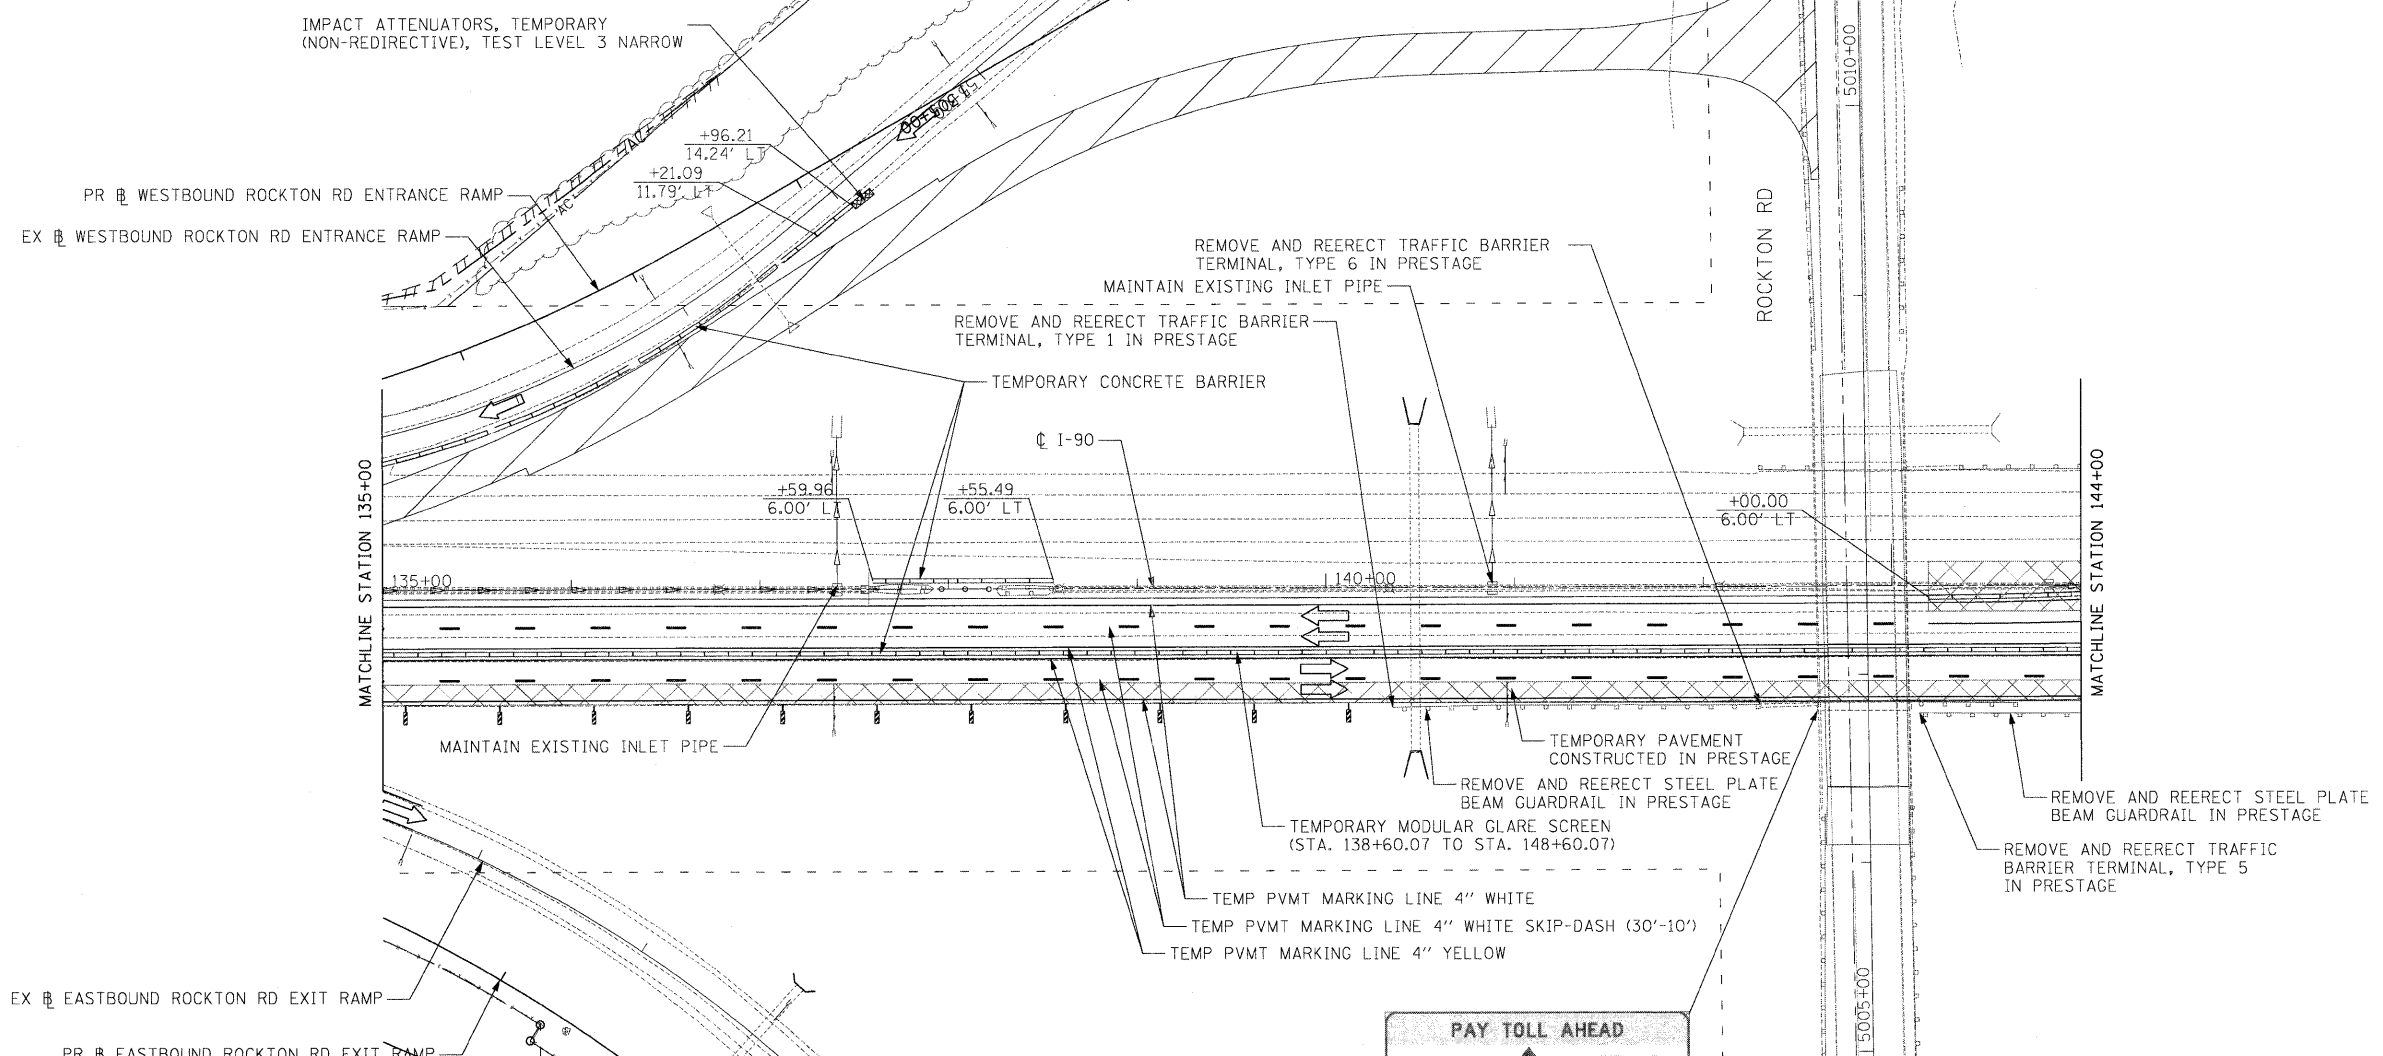 IMPACT ATTENUATORS, TEMPORARY
(NON-REDIRECTIVE), TEST LEVEL 3 NARROW
5010+00
+96.21
14.24' LT
+21.09
11.79' LT
AC
AC
PR ℄ WESTBOUND ROCKTON RD ENTRANCE RAMP
EX ℄ WESTBOUND ROCKTON RD ENTRANCE RAMP
ROCKTON RD
REMOVE AND REERECT TRAFFIC BARRIER
TERMINAL, TYPE 6 IN PRESTAGE
MAINTAIN EXISTING INLET PIPE
REMOVE AND REERECT TRAFFIC BARRIER
TERMINAL, TYPE 1 IN PRESTAGE
TEMPORARY CONCRETE BARRIER
℄ I-90
MATCHLINE STATION 135+00
MATCHLINE STATION 144+00
+59.96
6.00' LT
+55.49
6.00' LT
+00.00
6.00' LT
135+00
140+00
MAINTAIN EXISTING INLET PIPE
TEMPORARY PAVEMENT
CONSTRUCTED IN PRESTAGE
REMOVE AND REERECT STEEL PLATE
BEAM GUARDRAIL IN PRESTAGE
REMOVE AND REERECT STEEL PLATE
BEAM GUARDRAIL IN PRESTAGE
TEMPORARY MODULAR GLARE SCREEN
(STA. 138+60.07 TO STA. 148+60.07)
REMOVE AND REERECT TRAFFIC
BARRIER TERMINAL, TYPE 5
IN PRESTAGE
TEMP PVMT MARKING LINE 4" WHITE
TEMP PVMT MARKING LINE 4" WHITE SKIP-DASH (30'-10')
TEMP PVMT MARKING LINE 4" YELLOW
EX ℄ EASTBOUND ROCKTON RD EXIT RAMP
5005+00
PAY TOLL AHEAD
PR ℄ EASTBOUND ROCKTON RD EXIT RAMP